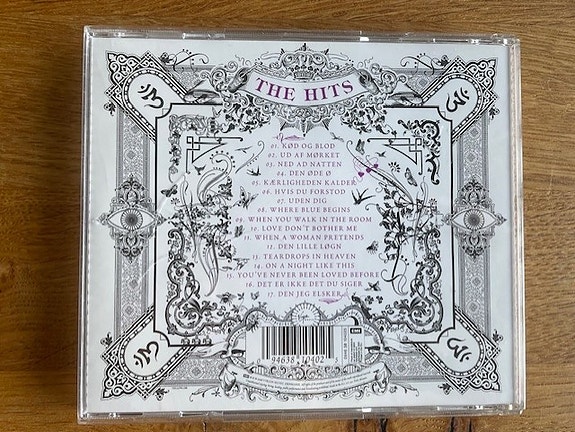 THE HITS
01. KØD OG BLOD
02. UD AF MØRKET
03. NED AD NATTEN
04. DEN ØDE Ø
05. KÆRLIGHEDEN KALDER
06. HVIS DU FORSTOD
07. UDEN DIG
08. WHERE BLUE BEGINS
09. WHEN YOU WALK IN THE ROOM
10. LOVE DON'T BOTHER ME
11. WHEN A WOMAN PRETENDS
12. DEN LILLE LØGN
13. TEARDROPS IN HEAVEN
14. ON A NIGHT LIKE THIS
15. YOU'VE NEVER BEEN LOVED BEFORE
16. DET ER IKKE DET DU SIGER
17. DEN JEG ELSKER
EMI
0 94638 10402